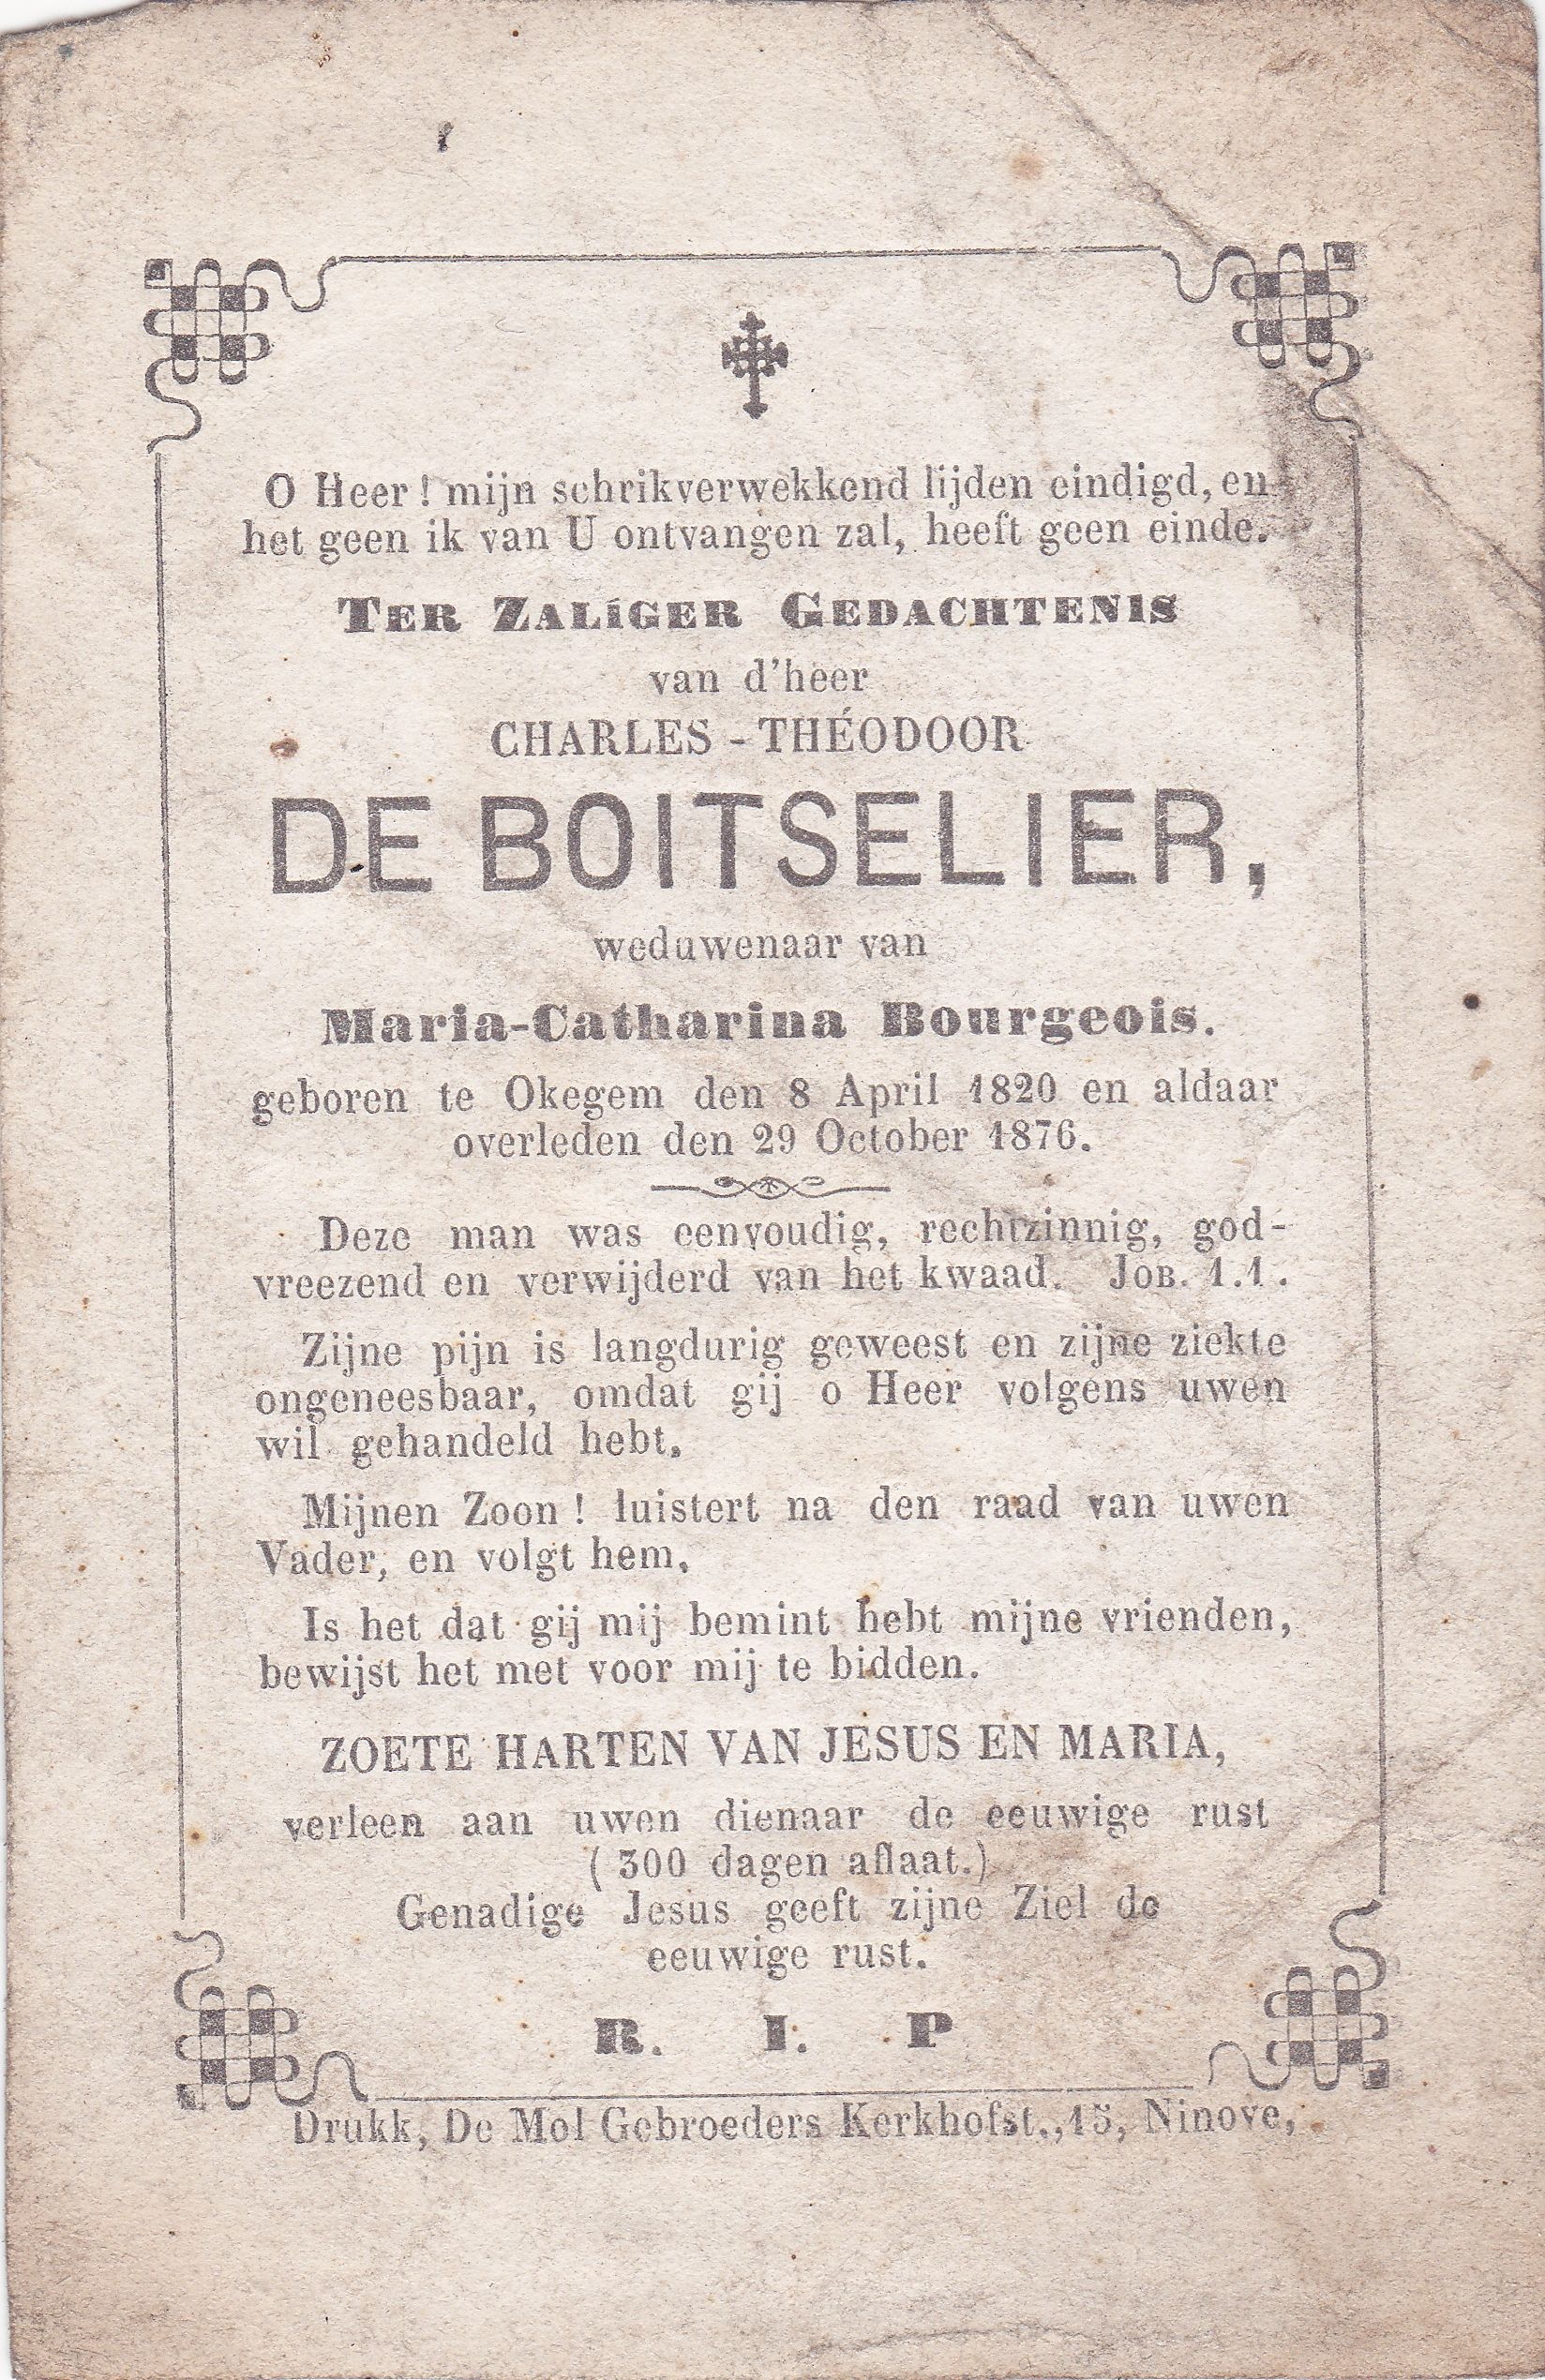 O Heer! mijn schrikverwekkend lijden eindigd, en
het geen ik van U ontvangen zal, heeft geen einde.
TER ZALIGER GEDACHTENIS
van d'heer
CHARLES - THÉODOOR
DE BOITSELIER,
weduwenaar van
Maria-Catharina Bourgeois.
geboren te Okegem den 8 April 1820 en aldaar
overleden den 29 October 1876.
Deze man was eenvoudig, rechtzinnig, god-
vreezend en verwijderd van het kwaad. JOB. 1.1.
Zijne pijn is langdurig geweest en zijne ziekte
ongeneesbaar, omdat gij o Heer volgens uwen
wil gehandeld hebt.
Mijnen Zoon! luistert na den raad van uwen
Vader, en volgt hem.
Is het dat gij mij bemint hebt mijne vrienden,
bewijst het met voor mij te bidden.
ZOETE HARTEN VAN JESUS EN MARIA,
verleen aan uwen dienaar de eeuwige rust
(300 dagen aflaat.)
Genadige Jesus geeft zijne Ziel de
eeuwige rust.
R. I. P
Drukk, De Mol Gebroeders Kerkhofst., 15, Ninove,